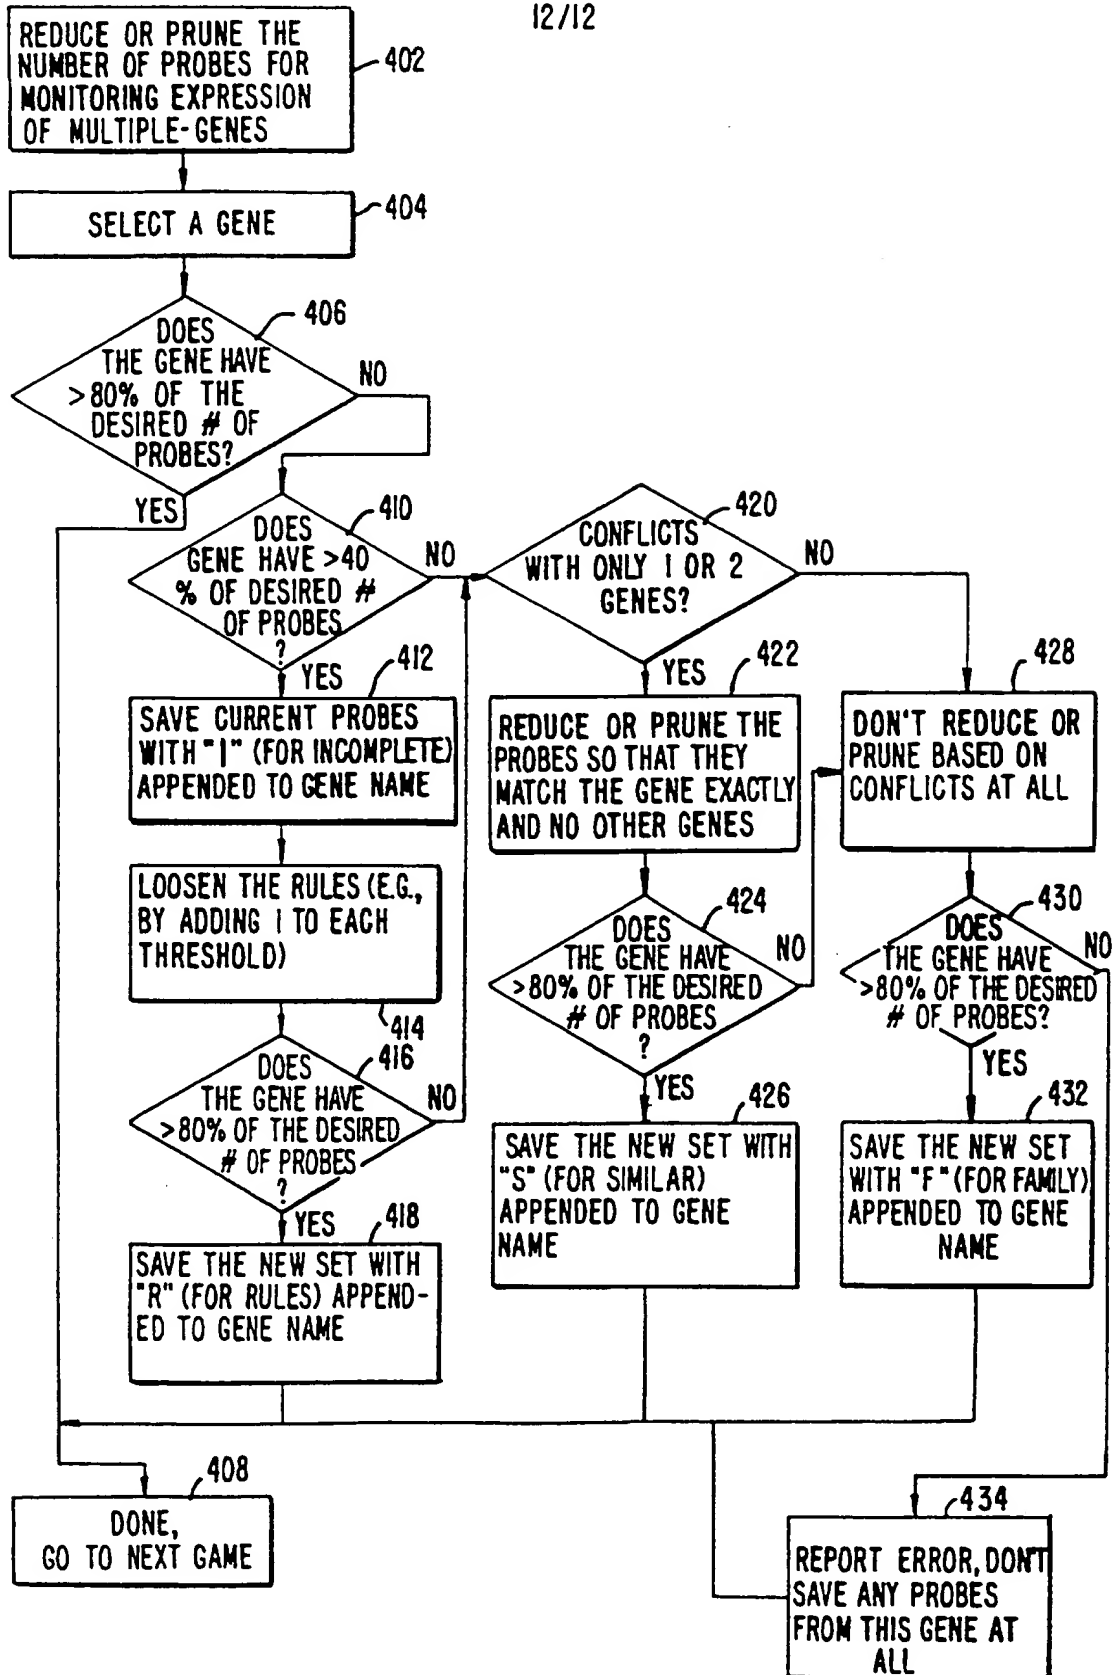 12/12
REDUCE OR PRUNE THE
NUMBER OF PROBES FOR
MONITORING EXPRESSION
OF MULTIPLE-GENES
402
SELECT A GENE
404
406
DOES
THE GENE HAVE
>80% OF THE
DESIRED # OF
PROBES?
NO
YES
410
DOES
GENE HAVE >40
% OF DESIRED #
OF PROBES
?
NO
YES
412
SAVE CURRENT PROBES
WITH "I" (FOR INCOMPLETE)
APPENDED TO GENE NAME
LOOSEN THE RULES (E.G.,
BY ADDING 1 TO EACH
THRESHOLD)
414
416
DOES
THE GENE HAVE
>80% OF THE DESIRED
# OF PROBES
?
NO
YES
418
SAVE THE NEW SET WITH
"R" (FOR RULES) APPEND-
ED TO GENE NAME
420
CONFLICTS
WITH ONLY 1 OR 2
GENES?
NO
YES
422
REDUCE OR PRUNE THE
PROBES SO THAT THEY
MATCH THE GENE EXACTLY
AND NO OTHER GENES
424
DOES
THE GENE HAVE
>80% OF THE DESIRED
# OF PROBES
?
NO
YES
426
SAVE THE NEW SET WITH
"S" (FOR SIMILAR)
APPENDED TO GENE
NAME
428
DON'T REDUCE OR
PRUNE BASED ON
CONFLICTS AT ALL
430
DOES
THE GENE HAVE
>80% OF THE DESIRED
# OF PROBES?
NO
YES
432
SAVE THE NEW SET
WITH "F" (FOR FAMILY)
APPENDED TO GENE
NAME
408
DONE,
GO TO NEXT GAME
434
REPORT ERROR, DON'T
SAVE ANY PROBES
FROM THIS GENE AT
ALL